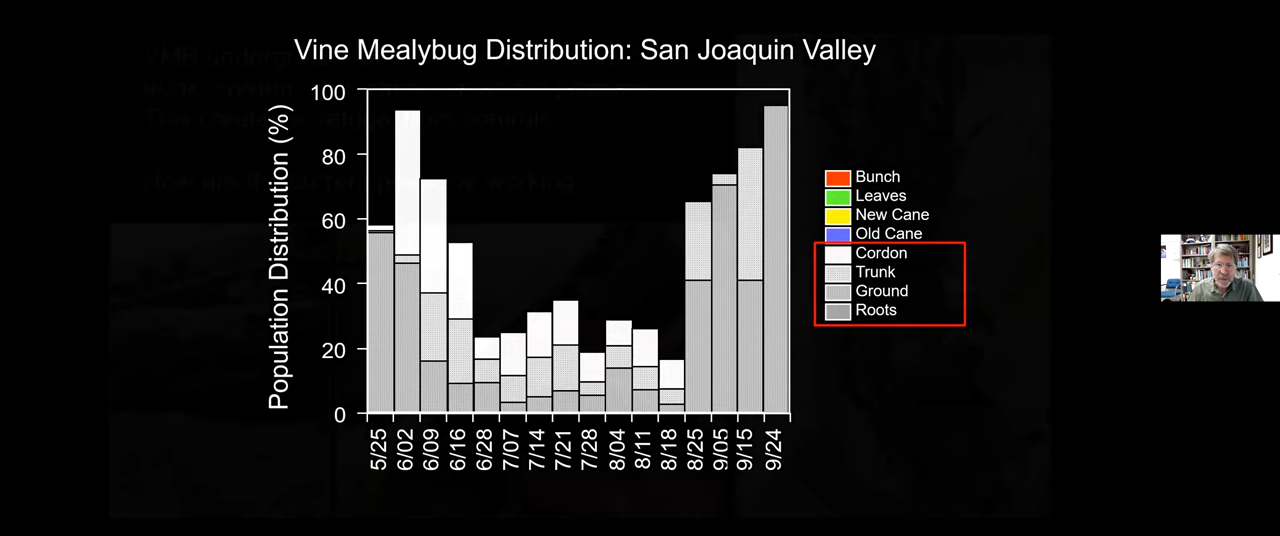 Vine Mealybug Distribution: San Joaquin Valley
Population Distribution (%)
100
80
60
40
20
0
5/25
6/02
6/09
6/16
6/28
7/07
7/14
7/21
7/28
8/04
8/11
8/18
8/25
9/05
9/15
9/24
Bunch
Leaves
New Cane
Old Cane
Cordon
Trunk
Ground
Roots